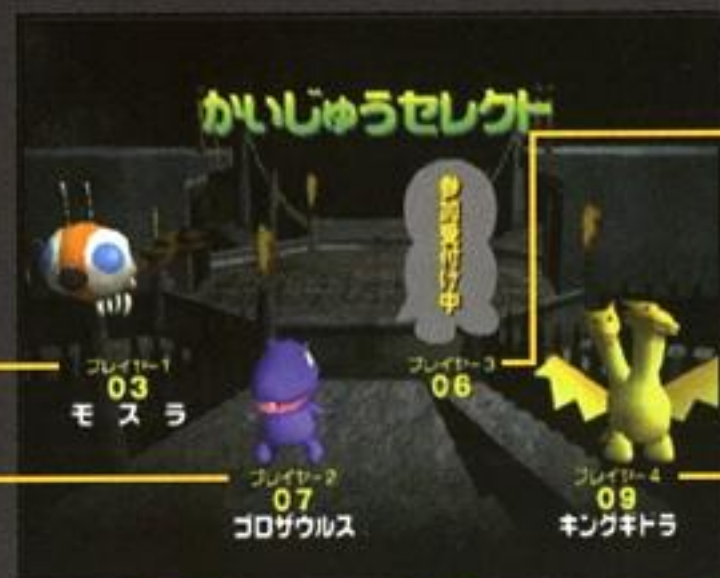 かいじゅうセレクト
参加受付け中
プレイヤー1
03
モスラ
プレイヤー2
07
ゴロザウルス
プレイヤー3
06
プレイヤー4
09
キングギドラ